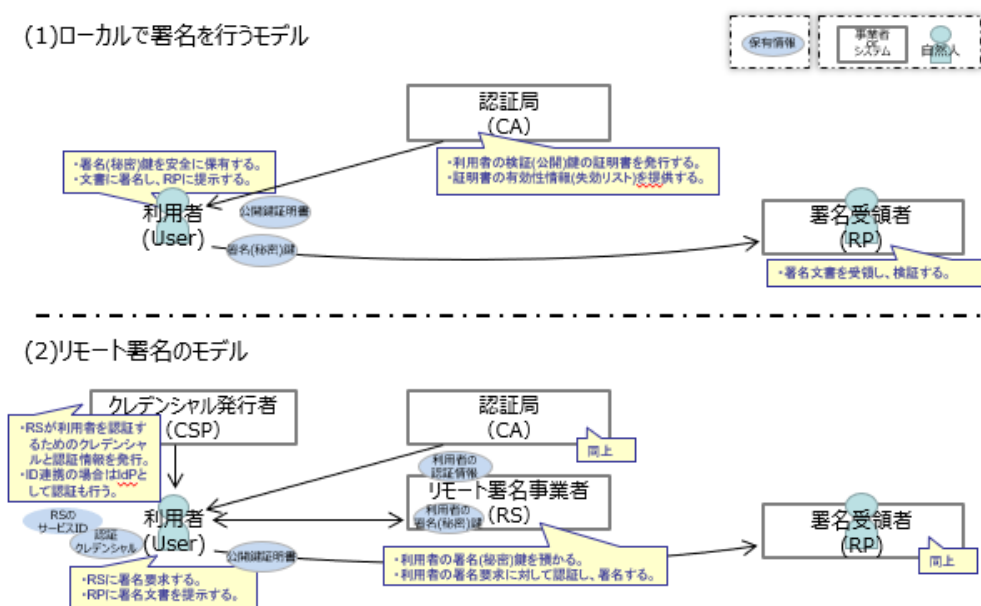 (1)ローカルで署名を行うモデル
保有情報
事業者
or
システム
自然人
認証局
(CA)
・署名(秘密)鍵を安全に保有する。
・文書に署名し、RPに提示する。
・利用者の検証(公開)鍵の証明書を発行する。
・証明書の有効性情報(失効リスト)を提供する。
利用者
(User)
公開鍵証明書
署名(秘密)鍵
署名受領者
(RP)
・署名文書を受領し、検証する。
(2)リモート署名のモデル
クレデンシャル発行者
(CSP)
・RSが利用者を認証す
るためのクレデンシャ
ルと認証情報を発行。
・ID連携の場合はIdPと
して認証も行う。
認証局
(CA)
同上
利用者の
認証情報
リモート署名事業者
(RS)
利用者の
署名(秘密)鍵
RSの
サービスID
認証
クレデンシャル
利用者
(User)
公開鍵証明書
署名受領者
(RP)
同上
・利用者の署名(秘密)鍵を預かる。
・利用者の署名要求に対して認証し、署名する。
・RSに署名要求する。
・RPに署名文書を提示する。